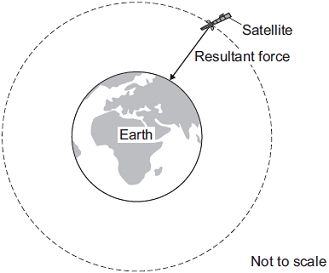 Satellite
Resultant force
Earth
Not to scale